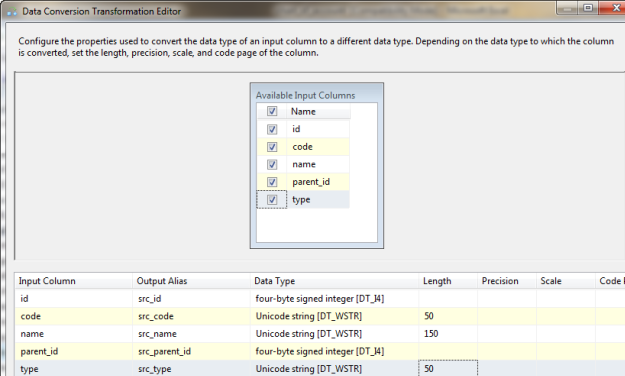 Data Conversion Transformation Editor
Configure the properties used to convert the data type of an input column to a different data type. Depending on the data type to which the column
is converted, set the length, precision, scale, and code page of the column.
Available Input Columns
Name
id
code
name
parent_id
type
Input Column Output Alias Data Type Length Precision Scale Code
id src_id four-byte signed integer [DT_I4]
code src_code Unicode string [DT_WSTR] 50
name src_name Unicode string [DT_WSTR] 150
parent_id src_parent_id four-byte signed integer [DT_I4]
type src_type Unicode string [DT_WSTR] 50